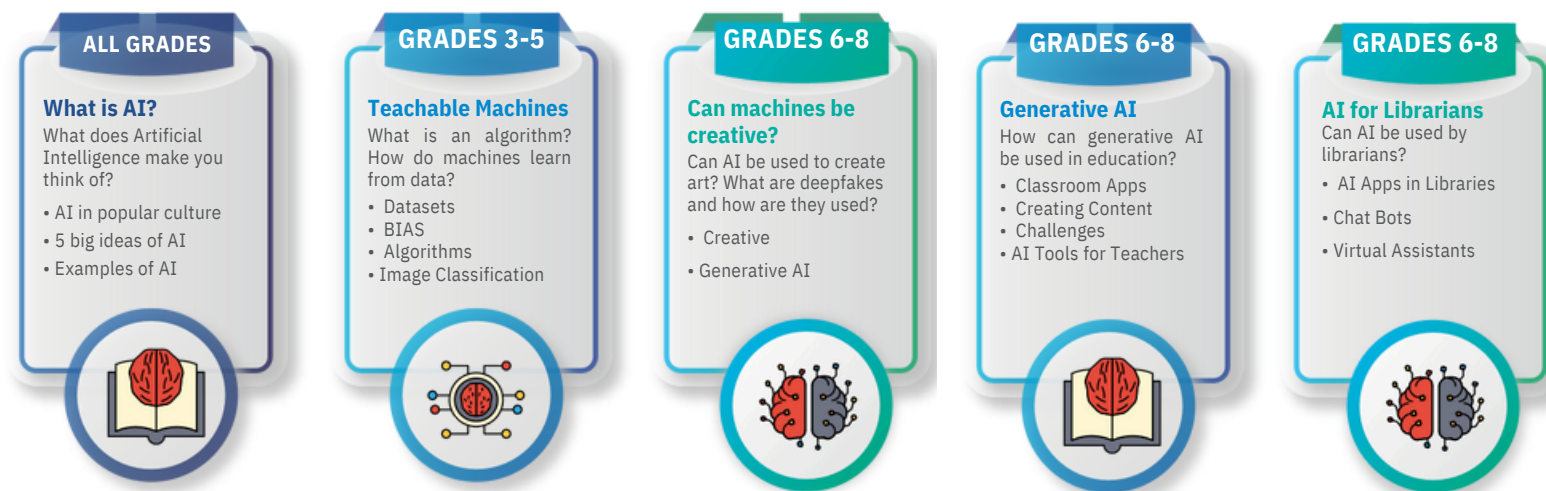 ALL GRADES
What is AI?
What does Artificial
Intelligence make you
think of?
• AI in popular culture
• 5 big ideas of AI
• Examples of AI
GRADES 3-5
Teachable Machines
What is an algorithm?
How do machines learn
from data?
• Datasets
• BIAS
• Algorithms
• Image Classification
GRADES 6-8
Can machines be
creative?
Can AI be used to create
art? What are deepfakes
and how are they used?
• Creative
• Generative AI
GRADES 6-8
Generative AI
How can generative AI
be used in education?
• Classroom Apps
• Creating Content
• Challenges
• AI Tools for Teachers
GRADES 6-8
AI for Librarians
Can AI be used by
librarians?
• AI Apps in Libraries
• Chat Bots
• Virtual Assistants